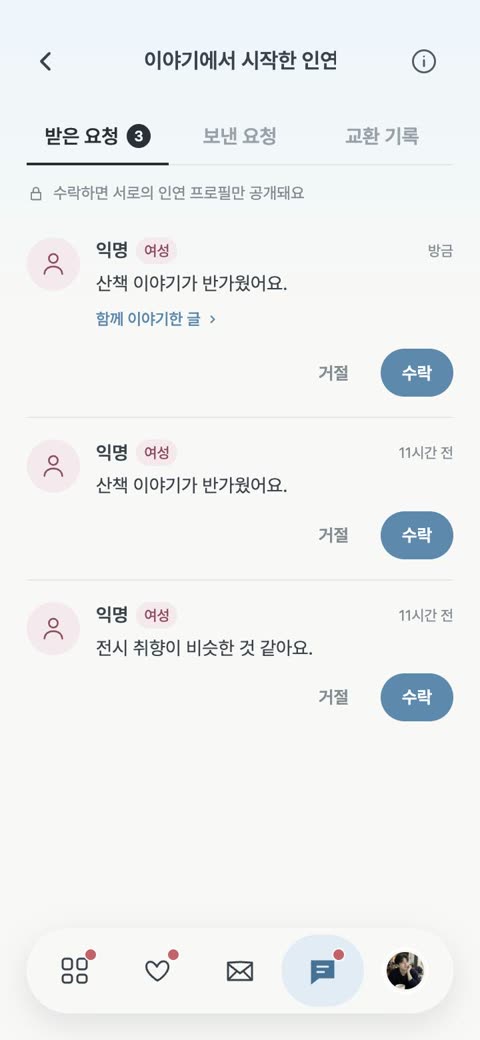 이야기에서 시작한 인연
받은 요청 3
보낸 요청
교환 기록
수락하면 서로의 인연 프로필만 공개돼요
익명 여성 방금
산책 이야기가 반가웠어요.
함께 이야기한 글
거절 수락
익명 여성 11시간 전
산책 이야기가 반가웠어요.
거절 수락
익명 여성 11시간 전
전시 취향이 비슷한 것 같아요.
거절 수락